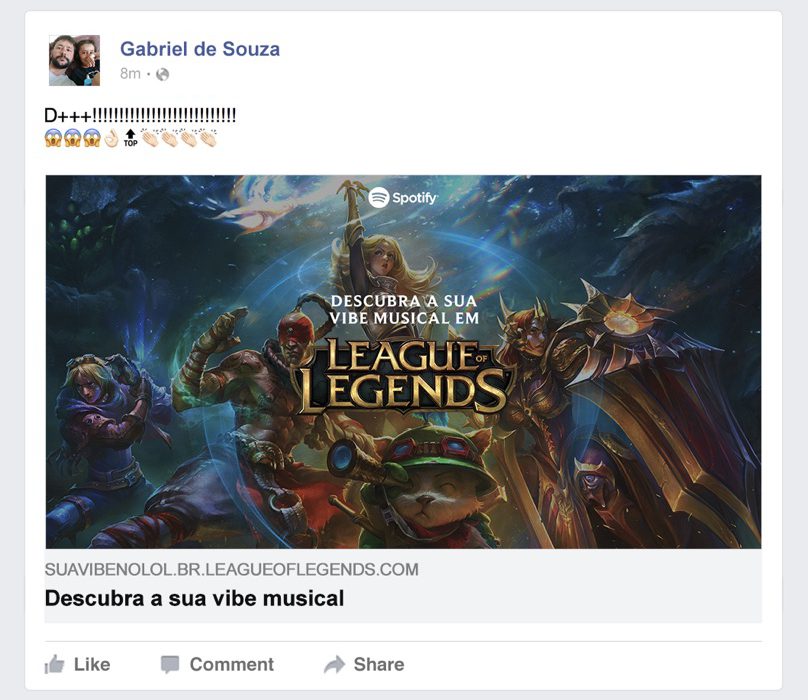 Gabriel de Souza
8m
D+++!!!!!!!!!!!!!!!!!!!!!!!!!!!!
😱😱😱👌🏻🔝👏🏻👏🏻👏🏻👏🏻
Spotify
DESCUBRA A SUA
VIBE MUSICAL EM
LEAGUE OF
LEGENDS
SUAVIBENOLOL.BR.LEAGUEOFLEGENDS.COM
Descubra a sua vibe musical
Like Comment Share